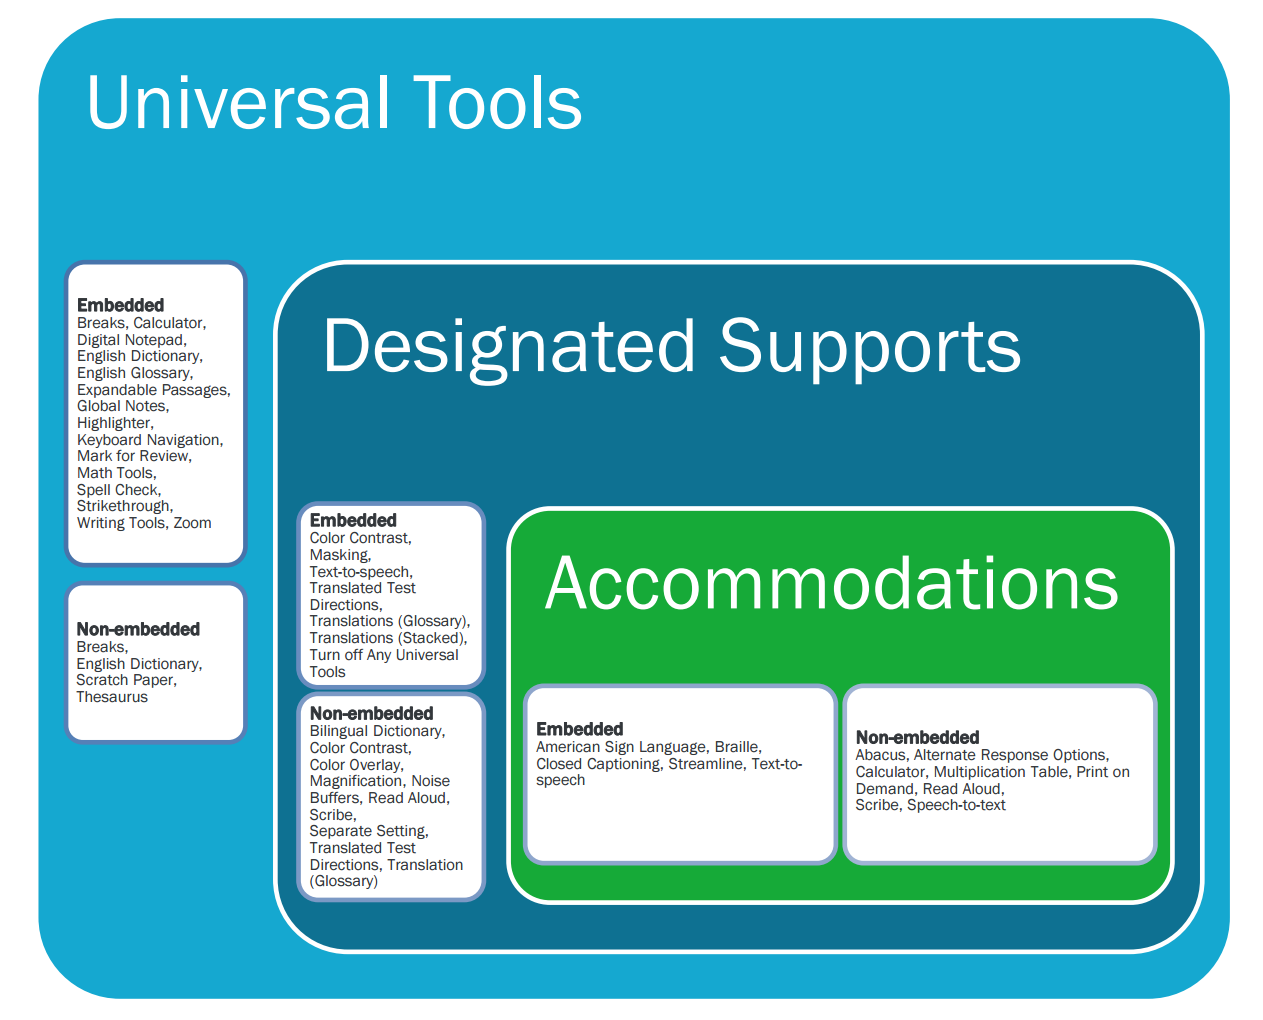 Universal Tools
Embedded
Breaks, Calculator,
Digital Notepad,
English Dictionary,
English Glossary,
Expandable Passages,
Global Notes,
Highlighter,
Keyboard Navigation,
Mark for Review,
Math Tools,
Spell Check,
Strikethrough,
Writing Tools, Zoom
Non-embedded
Breaks,
English Dictionary,
Scratch Paper,
Thesaurus
Designated Supports
Embedded
Color Contrast,
Masking,
Text-to-speech,
Translated Test
Directions,
Translations (Glossary),
Translations (Stacked),
Turn off Any Universal
Tools
Non-embedded
Bilingual Dictionary,
Color Contrast,
Color Overlay,
Magnification, Noise
Buffers, Read Aloud,
Scribe,
Separate Setting,
Translated Test
Directions, Translation
(Glossary)
Accommodations
Embedded
American Sign Language, Braille,
Closed Captioning, Streamline, Text-to-
speech
Non-embedded
Abacus, Alternate Response Options,
Calculator, Multiplication Table, Print on
Demand, Read Aloud,
Scribe, Speech-to-text